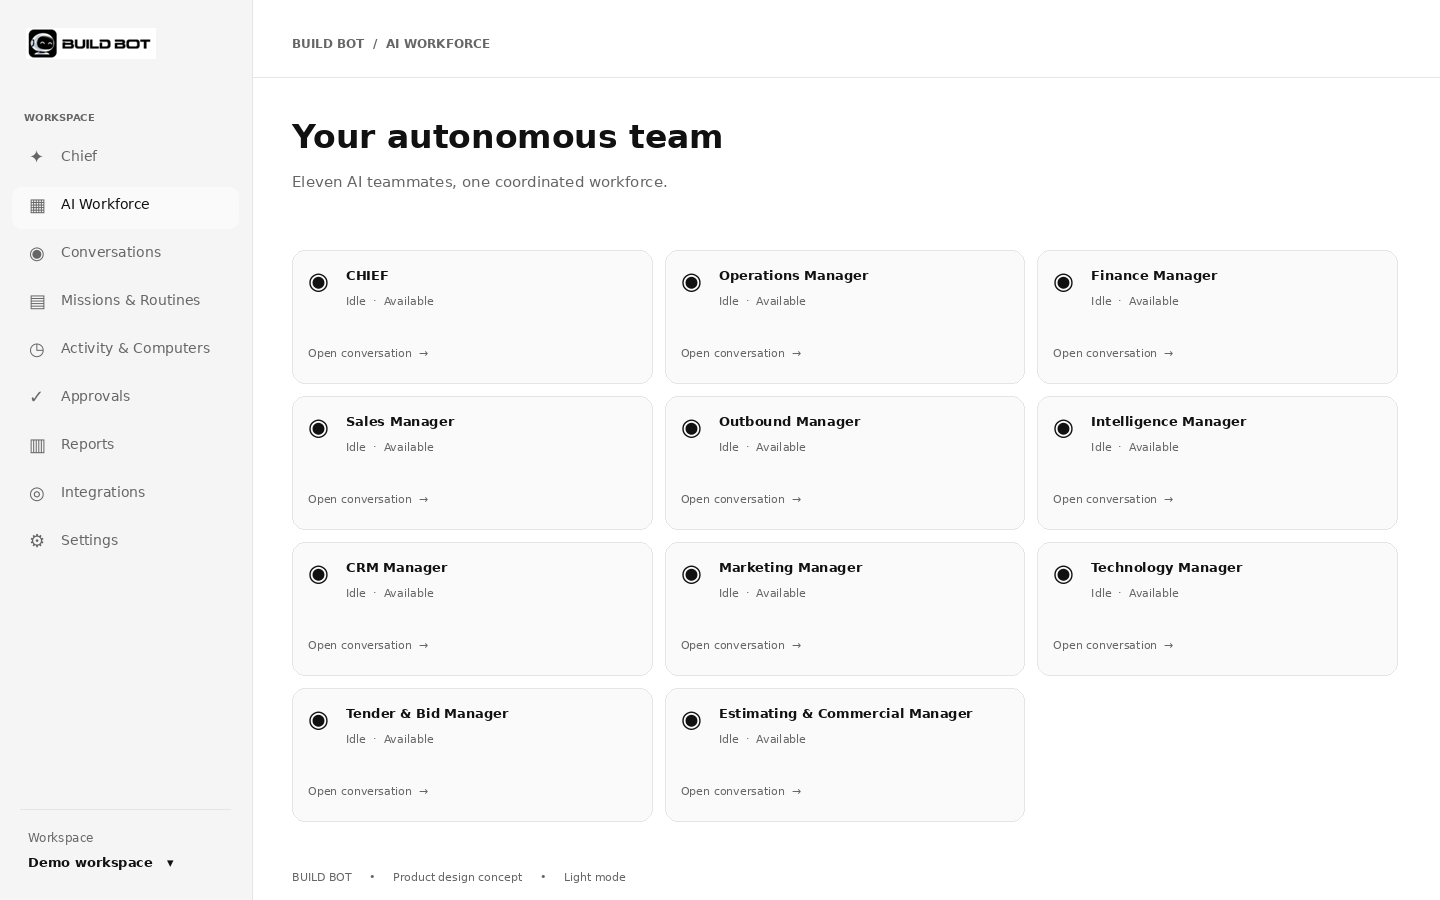 BUILD BOT
WORKSPACE
Chief
AI Workforce
Conversations
Missions & Routines
Activity & Computers
Approvals
Reports
Integrations
Settings
Workspace
Demo workspace ▾
BUILD BOT / AI WORKFORCE
Your autonomous team
Eleven AI teammates, one coordinated workforce.
CHIEF
Idle · Available
Open conversation →
Operations Manager
Idle · Available
Open conversation →
Finance Manager
Idle · Available
Open conversation →
Sales Manager
Idle · Available
Open conversation →
Outbound Manager
Idle · Available
Open conversation →
Intelligence Manager
Idle · Available
Open conversation →
CRM Manager
Idle · Available
Open conversation →
Marketing Manager
Idle · Available
Open conversation →
Technology Manager
Idle · Available
Open conversation →
Tender & Bid Manager
Idle · Available
Open conversation →
Estimating & Commercial Manager
Idle · Available
Open conversation →
BUILD BOT • Product design concept • Light mode